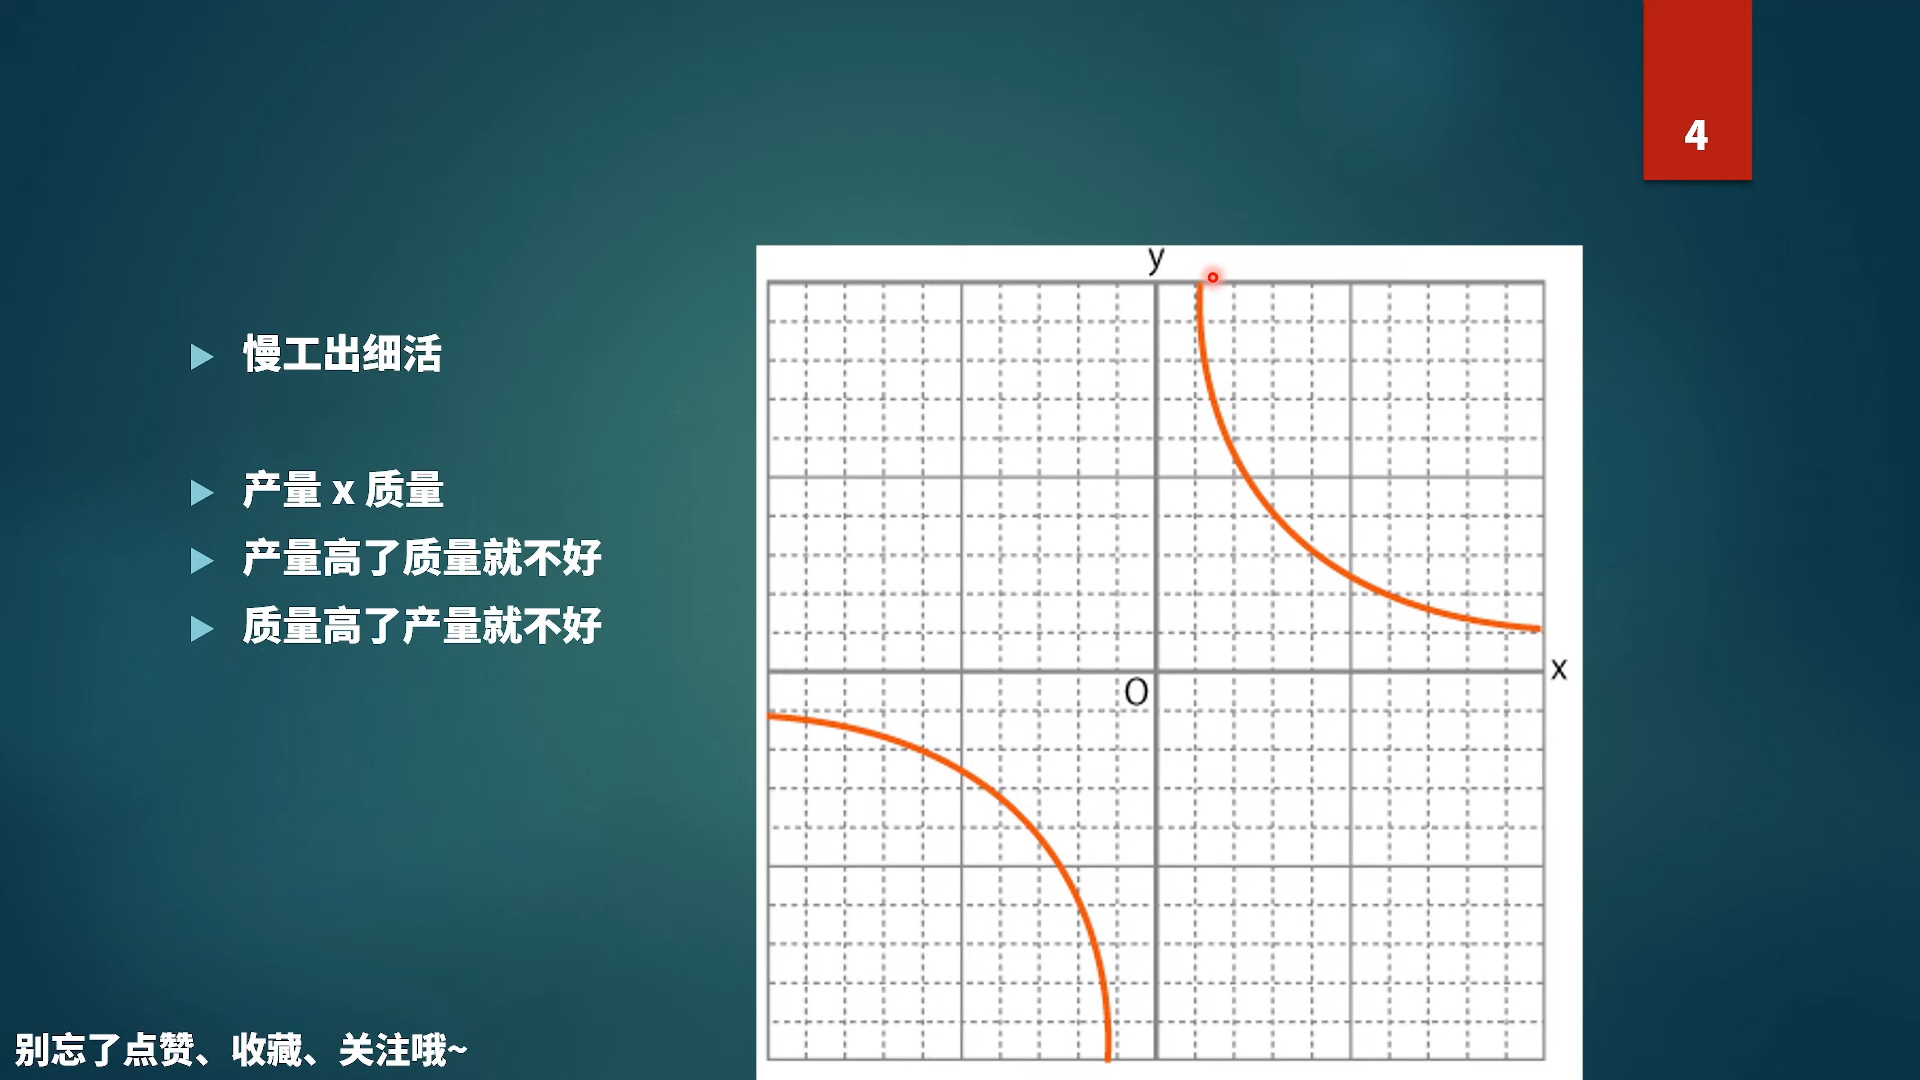 4
慢工出细活
产量 x 质量
产量高了质量就不好
质量高了产量就不好
y
x
O
别忘了点赞、收藏、关注哦~